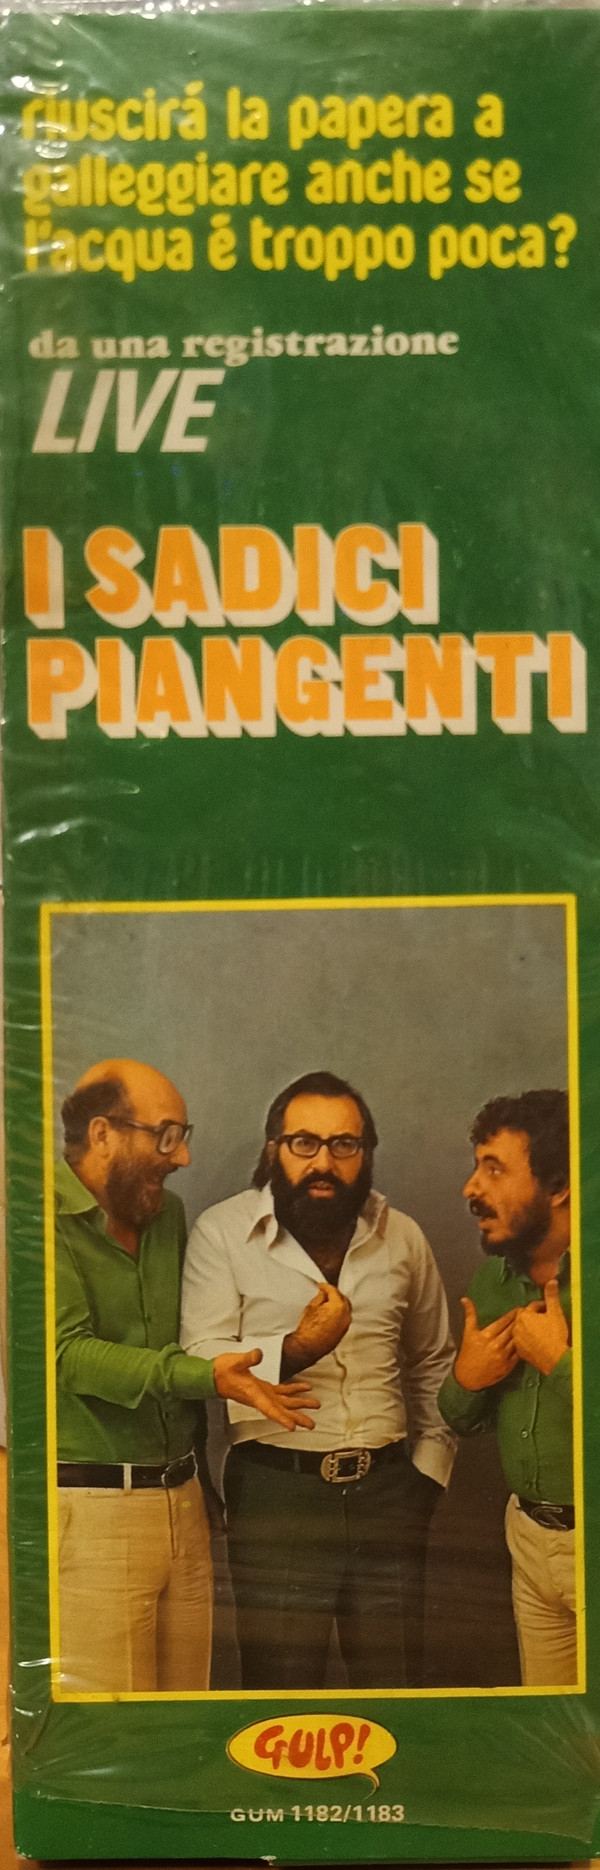 riuscirá la papera a
galleggiare anche se
l'acqua é troppo poca?
da una registrazione
LIVE
I SADICI
PIANGENTI
GULP!
GUM 1182/1183